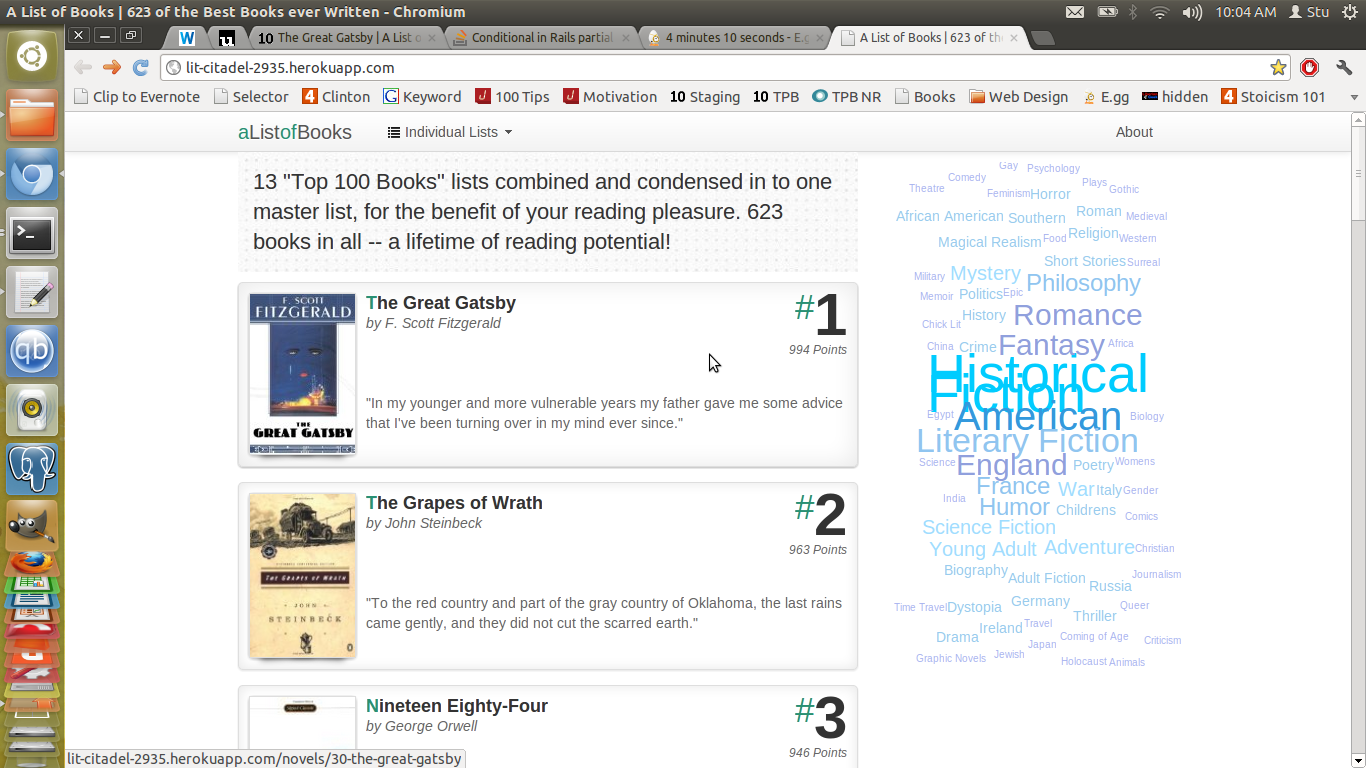 A List of Books | 623 of the Best Books ever Written - Chromium
10:04 AM
Stu
10 The Great Gatsby | A List o
Conditional in Rails partial
4 minutes 10 seconds - E.g
A List of Books | 623 of th
lit-citadel-2935.herokuapp.com
Clip to Evernote
Selector
4 Clinton
G Keyword
100 Tips
Motivation
10 Staging
10 TPB
TPB NR
Books
Web Design
E.gg
hidden
4 Stoicism 101
aListofBooks
Individual Lists
About
13 "Top 100 Books" lists combined and condensed in to one
master list, for the benefit of your reading pleasure. 623
books in all -- a lifetime of reading potential!
F. SCOTT
FITZGERALD
THE
GREAT GATSBY
The Great Gatsby
by F. Scott Fitzgerald
#1
994 Points
"In my younger and more vulnerable years my father gave me some advice
that I've been turning over in my mind ever since."
THE GRAPES OF WRATH
JOHN
STEINBECK
The Grapes of Wrath
by John Steinbeck
#2
963 Points
"To the red country and part of the gray country of Oklahoma, the last rains
came gently, and they did not cut the scarred earth."
Nineteen Eighty-Four
by George Orwell
#3
946 Points
Gay Psychology
Comedy
Theatre Plays
Feminism Horror Gothic
African American Southern Roman Medieval
Magical Realism Food Religion Western
Short Stories Surreal
Military Mystery Philosophy
Memoir Politics Epic
History Romance
Chick Lit
China Crime Fantasy Africa
Historical
Fiction
Egypt American Biology
Literary Fiction
Science England Poetry Womens
India France War Italy Gender
Humor Childrens Comics
Science Fiction
Young Adult Adventure Christian
Biography Adult Fiction Russia Journalism
Time Travel Dystopia Germany Thriller Queer
Drama Ireland Travel Coming of Age Criticism
Japan
Graphic Novels Jewish Holocaust Animals
lit-citadel-2935.herokuapp.com/novels/30-the-great-gatsby